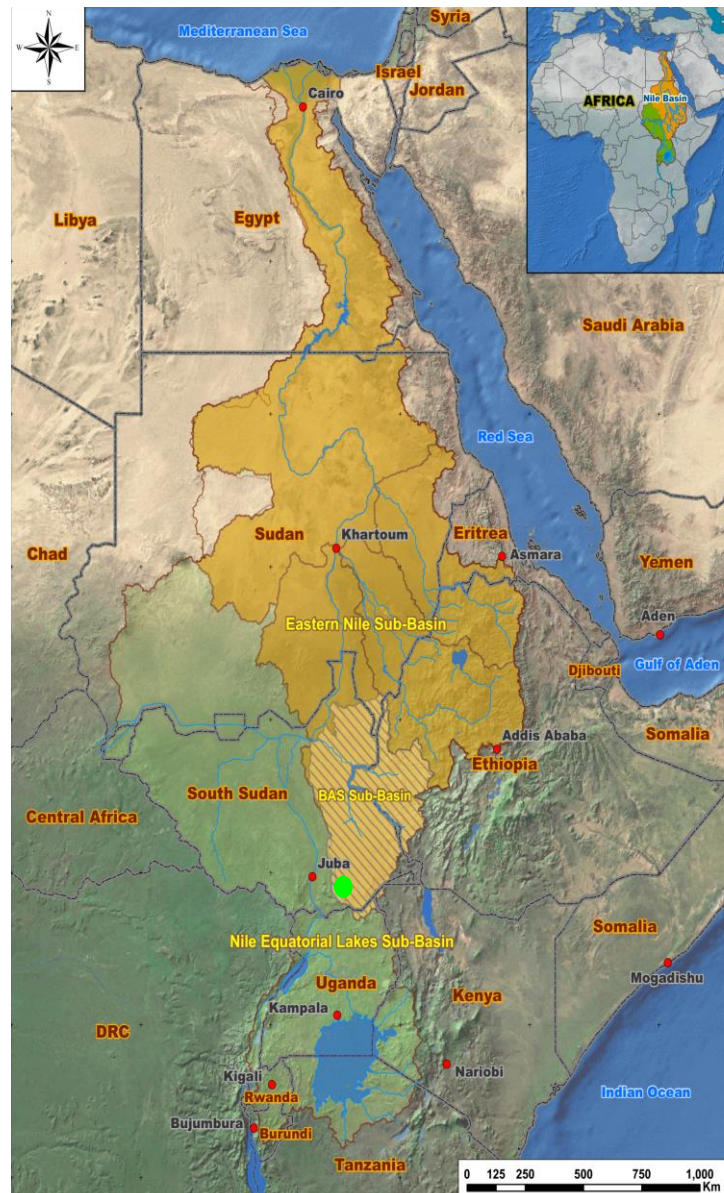 N
W
E
S
Mediterranean Sea
Syria
Israel
Jordan
Cairo
AFRICA
Nile Basin
Libya
Egypt
Saudi Arabia
Red Sea
Chad
Sudan
Khartoum
Eritrea
Asmara
Yemen
Aden
Eastern Nile Sub-Basin
Djibouti
Gulf of Aden
Addis Ababa
Ethiopia
Somalia
South Sudan
BAS Sub-Basin
Central Africa
Juba
Nile Equatorial Lakes Sub-Basin
Somalia
Mogadishu
Uganda
Kenya
Kampala
DRC
Nariobi
Kigali
Rwanda
Indian Ocean
Bujumbura
Burundi
Tanzania
0 125 250 500 750 1,000
Km